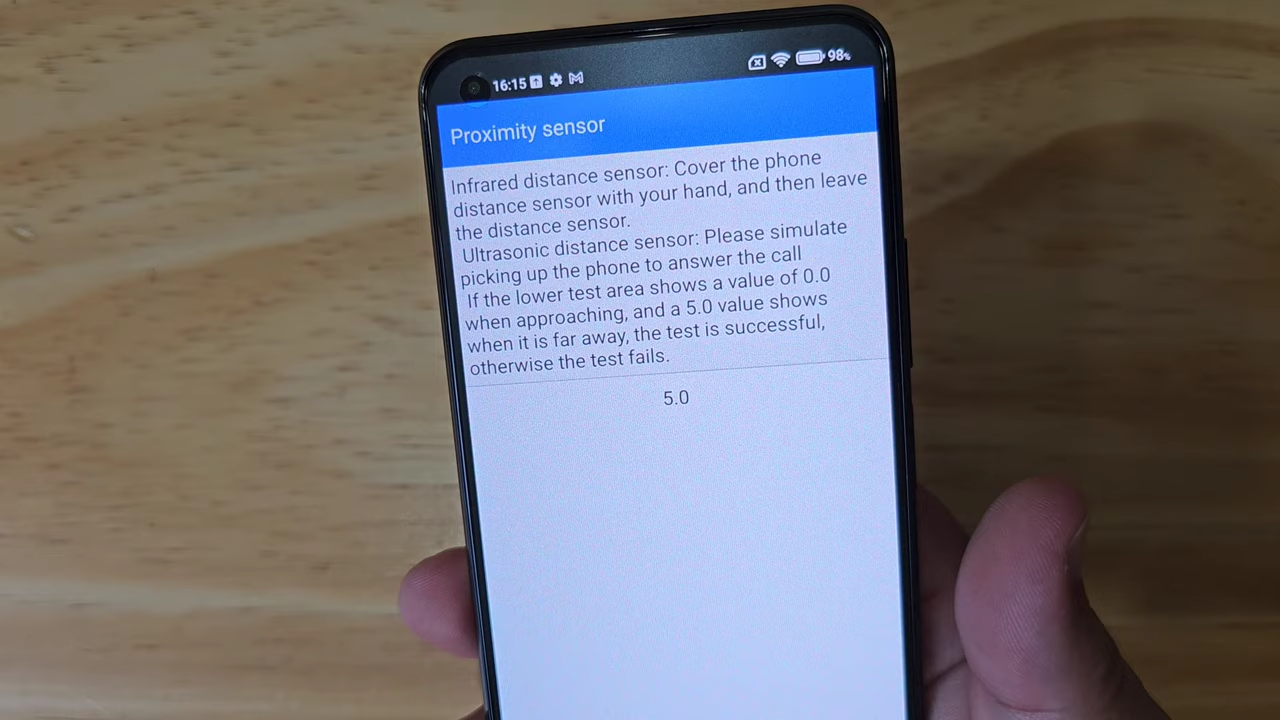 16:15 98%
Proximity sensor
Infrared distance sensor: Cover the phone
distance sensor with your hand, and then leave
the distance sensor.
Ultrasonic distance sensor: Please simulate
picking up the phone to answer the call
If the lower test area shows a value of 0.0
when approaching, and a 5.0 value shows
when it is far away, the test is successful,
otherwise the test fails.
5.0